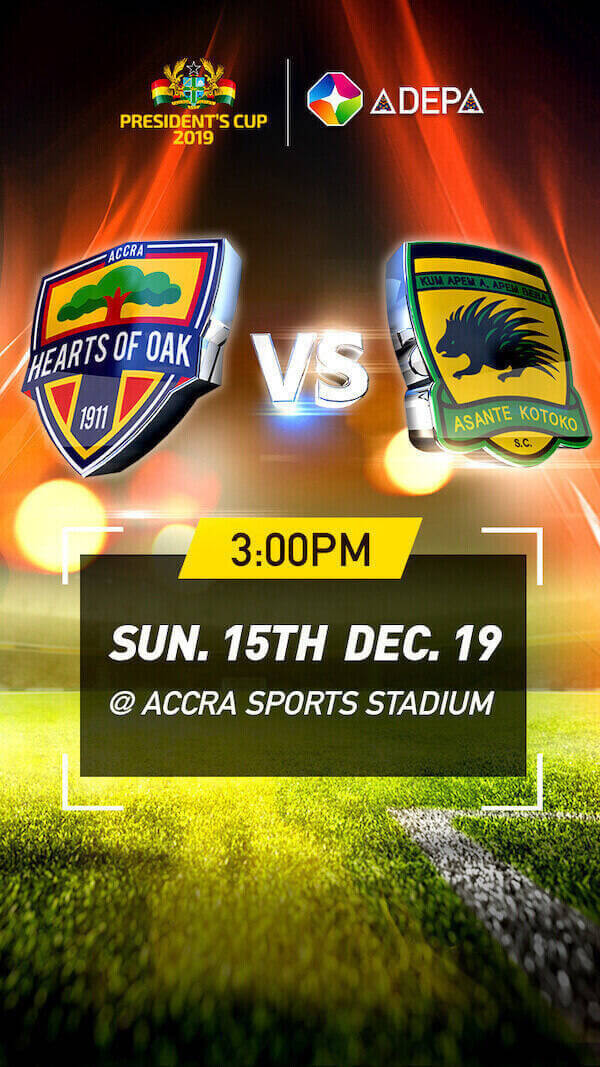 PRESIDENT'S CUP
2019
ADEPA
ACCRA
HEARTS OF OAK
1911
VS
KUM APEM A, APEM BEBA
ASANTE KOTOKO
S.C.
3:00PM
SUN. 15TH DEC. 19
@ ACCRA SPORTS STADIUM